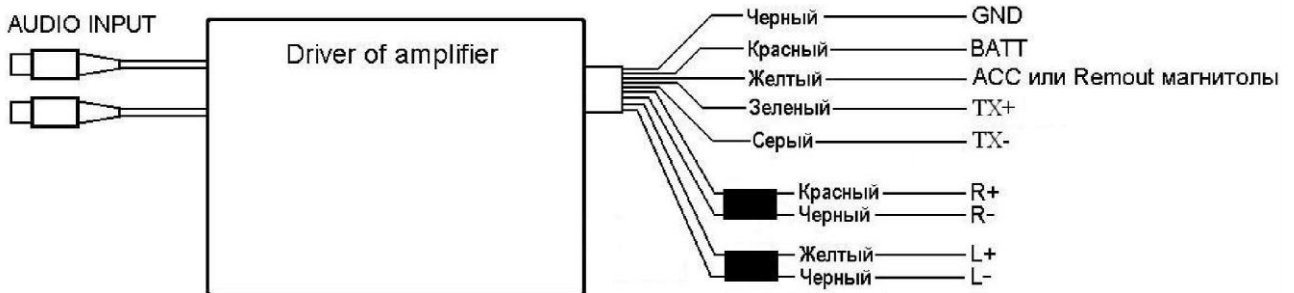 AUDIO INPUT
Driver of amplifier
Черный GND
Красный BATT
Желтый ACC или Remout магнитолы
Зеленый TX+
Серый TX-
Красный R+
Черный R-
Желтый L+
Черный L-